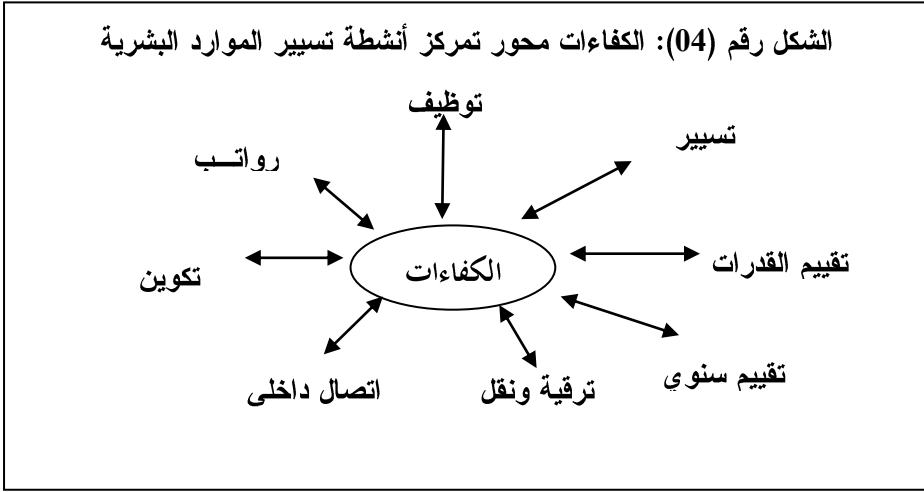 الشكل رقم (04): الكفاءات محور تمركز أنشطة تسيير الموارد البشرية
توظيف
تسيير
رواتـــب
تقييم القدرات
الكفاءات
تكوين
تقييم سنوي
ترقية ونقل
اتصال داخلى